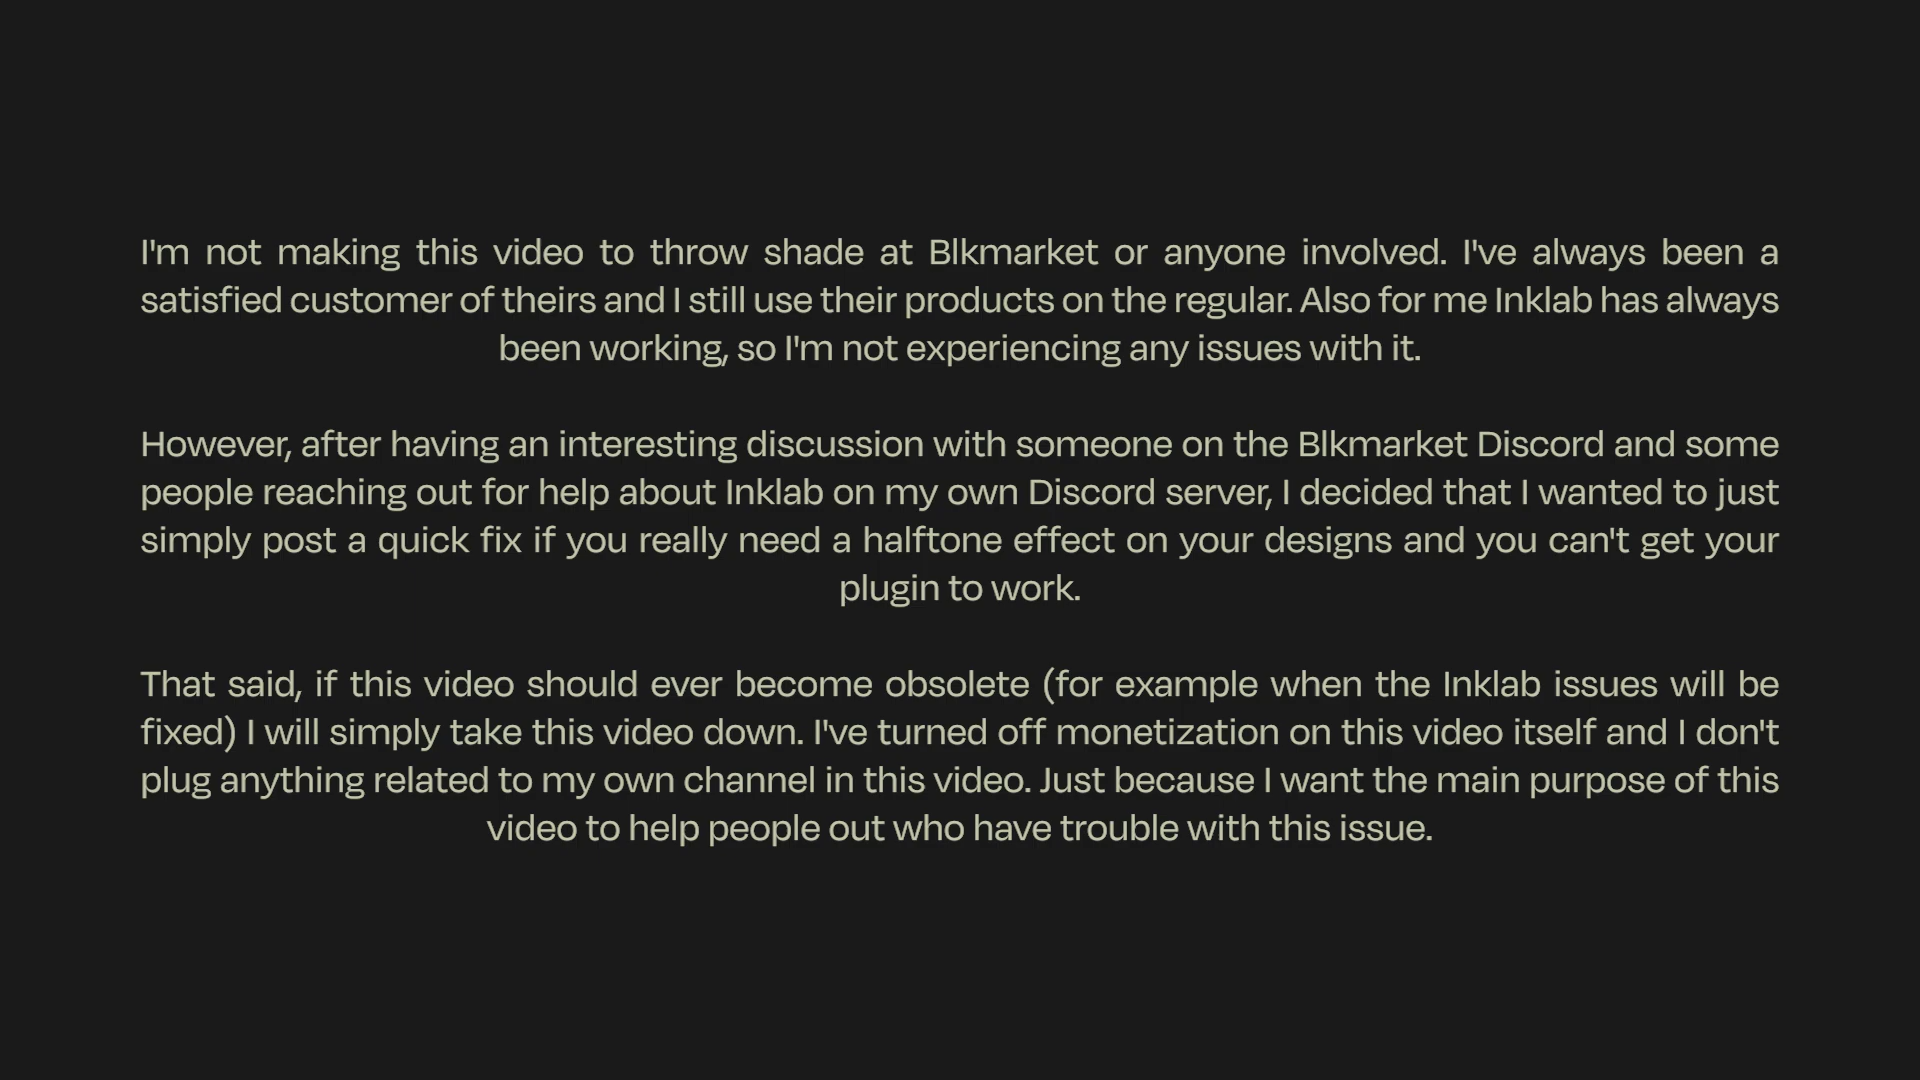 I'm not making this video to throw shade at Blkmarket or anyone involved. I've always been a
satisfied customer of theirs and I still use their products on the regular. Also for me Inklab has always
been working, so I'm not experiencing any issues with it.
However, after having an interesting discussion with someone on the Blkmarket Discord and some
people reaching out for help about Inklab on my own Discord server, I decided that I wanted to just
simply post a quick fix if you really need a halftone effect on your designs and you can't get your
plugin to work.
That said, if this video should ever become obsolete (for example when the Inklab issues will be
fixed) I will simply take this video down. I've turned off monetization on this video itself and I don't
plug anything related to my own channel in this video. Just because I want the main purpose of this
video to help people out who have trouble with this issue.